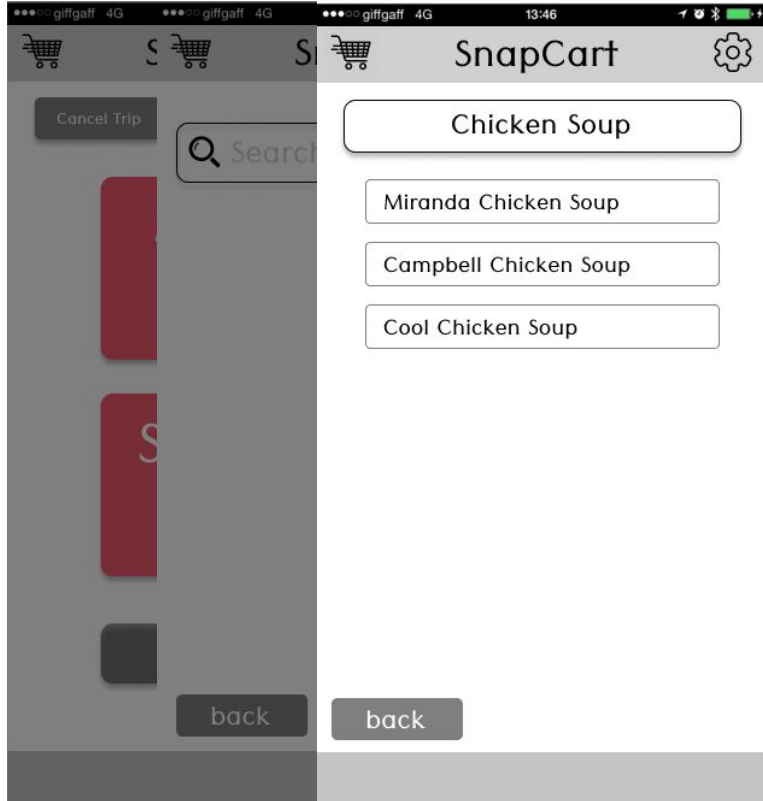 giffgaff 4G
S
Cancel Trip
S
giffgaff 4G
S
Search
back
giffgaff 4G 13:46
SnapCart
Chicken Soup
Miranda Chicken Soup
Campbell Chicken Soup
Cool Chicken Soup
back